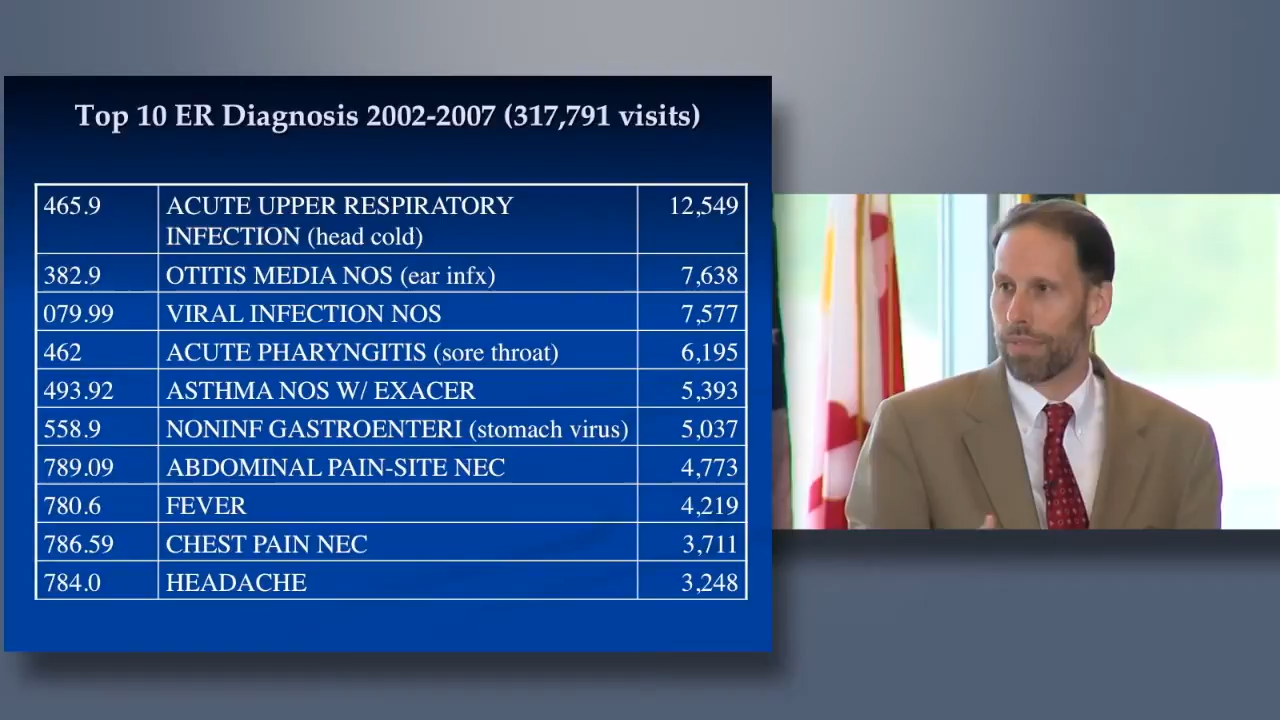 Top 10 ER Diagnosis 2002-2007 (317,791 visits)
465.9 ACUTE UPPER RESPIRATORY 12,549
INFECTION (head cold)
382.9 OTITIS MEDIA NOS (ear infx) 7,638
079.99 VIRAL INFECTION NOS 7,577
462 ACUTE PHARYNGITIS (sore throat) 6,195
493.92 ASTHMA NOS W/ EXACER 5,393
558.9 NONINF GASTROENTERI (stomach virus) 5,037
789.09 ABDOMINAL PAIN-SITE NEC 4,773
780.6 FEVER 4,219
786.59 CHEST PAIN NEC 3,711
784.0 HEADACHE 3,248